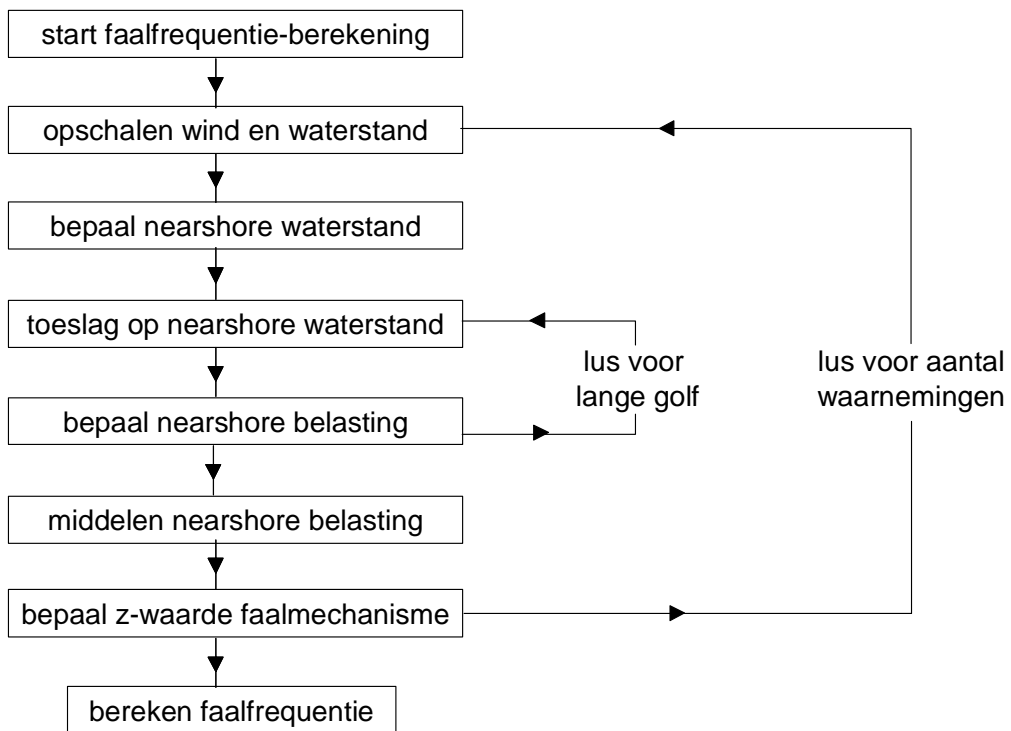 start faalfrequentie-berekening
opschalen wind en waterstand
bepaal nearshore waterstand
toeslag op nearshore waterstand
lus voor
lange golf
lus voor aantal
waarnemingen
bepaal nearshore belasting
middelen nearshore belasting
bepaal z-waarde faalmechanisme
bereken faalfrequentie